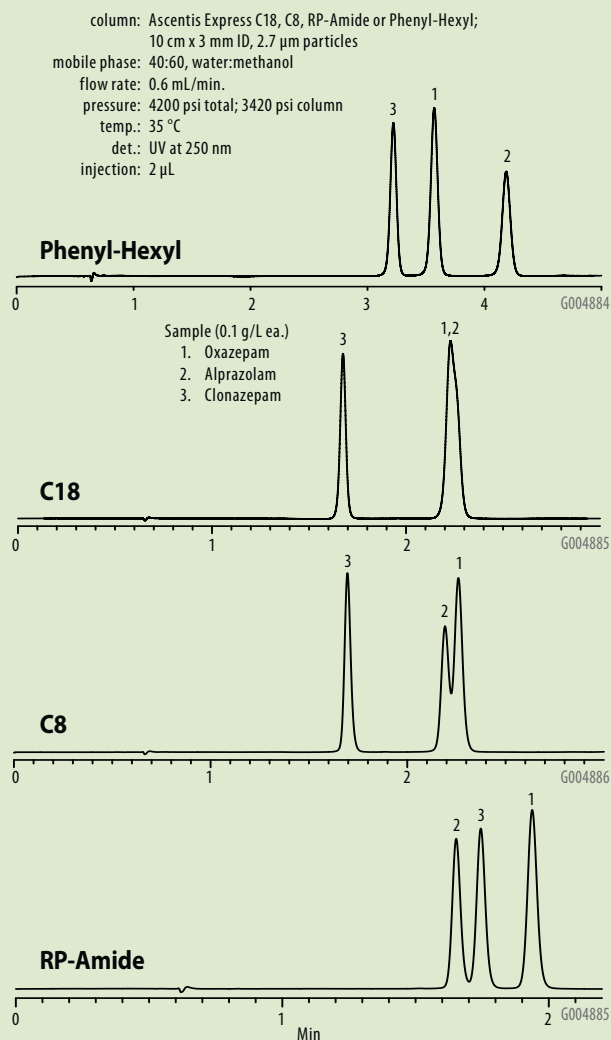 column: Ascentis Express C18, C8, RP-Amide or Phenyl-Hexyl;
10 cm x 3 mm ID, 2.7 µm particles
mobile phase: 40:60, water:methanol
flow rate: 0.6 mL/min.
pressure: 4200 psi total; 3420 psi column
temp.: 35 °C
det.: UV at 250 nm
injection: 2 µL
3 1 2
Phenyl-Hexyl
0 1 2 3 4
G004884
Sample (0.1 g/L ea.)
1. Oxazepam
2. Alprazolam
3. Clonazepam
3 1,2
C18
0 1 2
G004885
3 2 1
C8
0 1 2
G004886
2 3 1
RP-Amide
0 1 2
G004885
Min